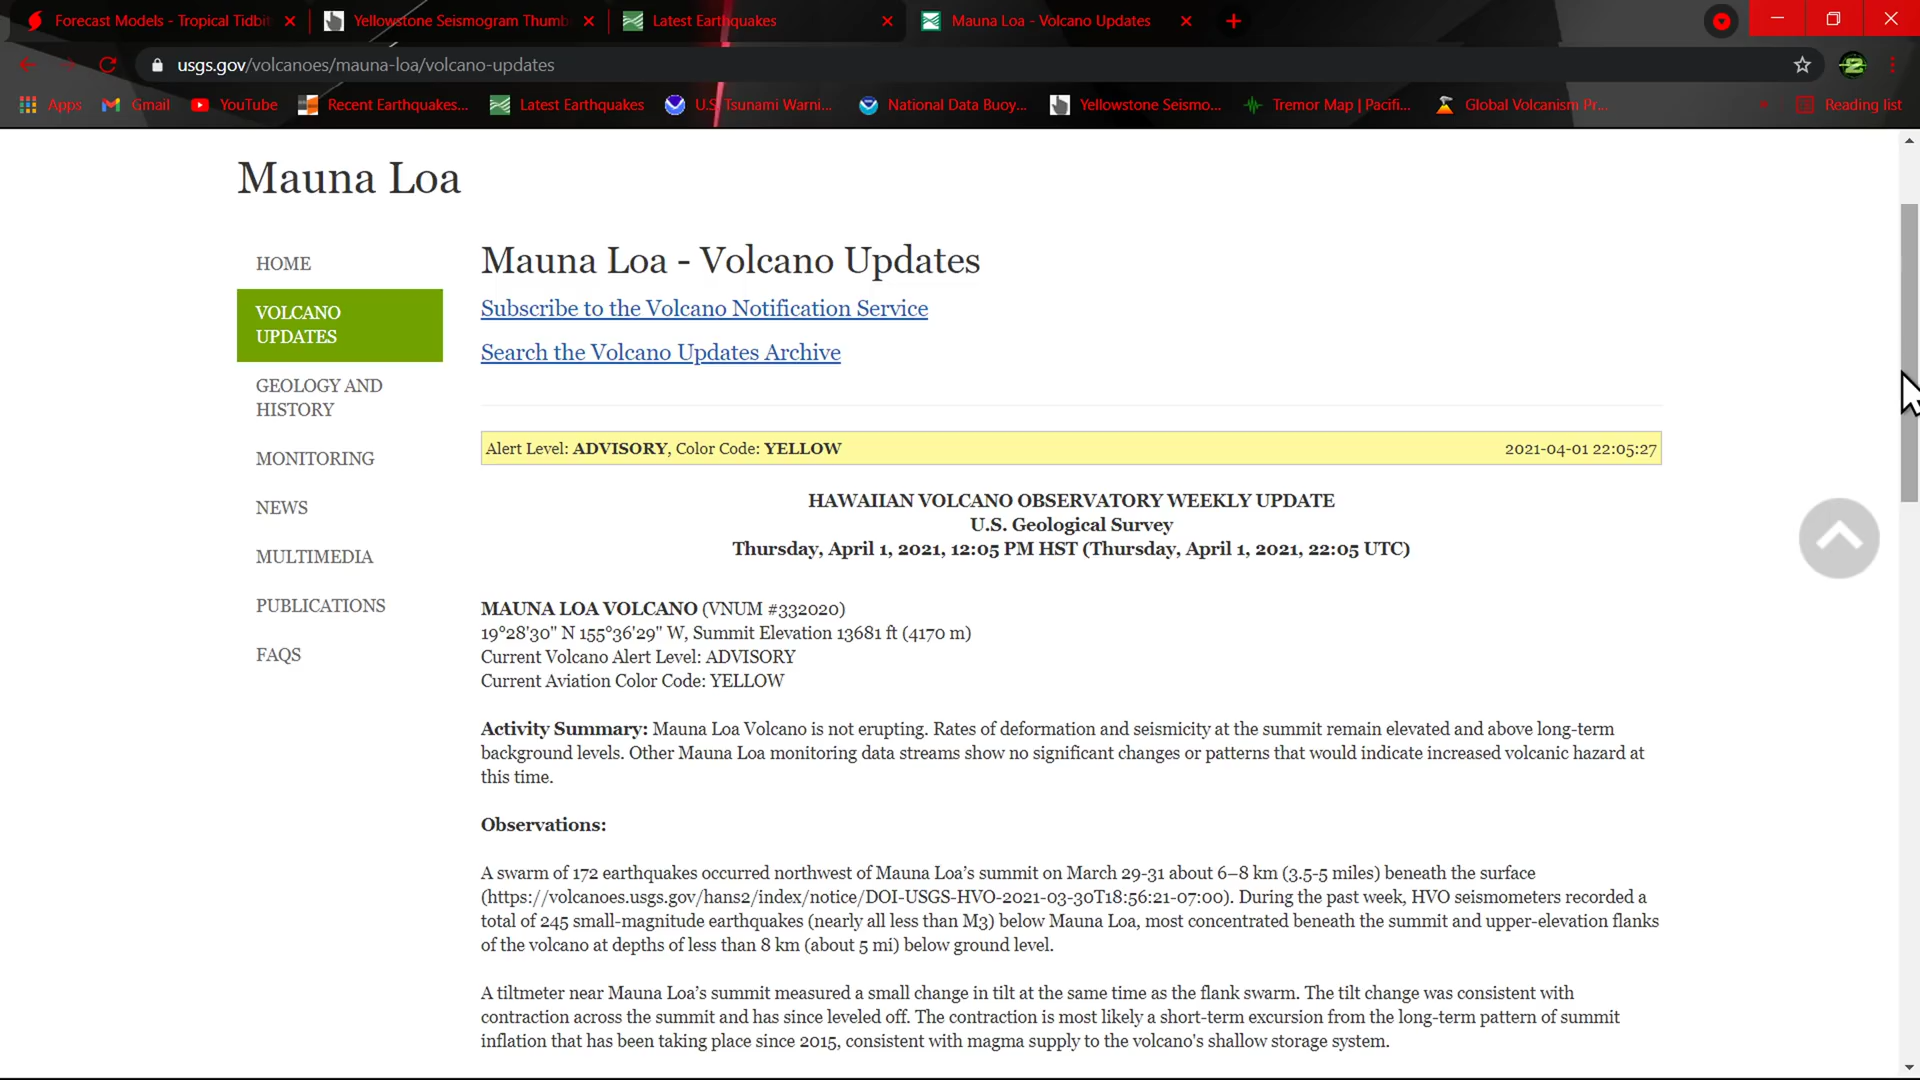 Forecast Models - Tropical Tidbit
Yellowstone Seismogram Thumb
Latest Earthquakes
Mauna Loa - Volcano Updates
usgs.gov/volcanoes/mauna-loa/volcano-updates
Apps
Gmail
YouTube
Recent Earthquakes...
Latest Earthquakes
U.S. Tsunami Warni...
National Data Buoy...
Yellowstone Seismo...
Tremor Map | Pacifi...
Global Volcanism Pr...
Reading list
Mauna Loa
HOME
VOLCANO
UPDATES
GEOLOGY AND
HISTORY
MONITORING
NEWS
MULTIMEDIA
PUBLICATIONS
FAQS
Mauna Loa - Volcano Updates
Subscribe to the Volcano Notification Service
Search the Volcano Updates Archive
Alert Level: ADVISORY, Color Code: YELLOW 2021-04-01 22:05:27
HAWAIIAN VOLCANO OBSERVATORY WEEKLY UPDATE
U.S. Geological Survey
Thursday, April 1, 2021, 12:05 PM HST (Thursday, April 1, 2021, 22:05 UTC)
MAUNA LOA VOLCANO (VNUM #332020)
19°28'30" N 155°36'29" W, Summit Elevation 13681 ft (4170 m)
Current Volcano Alert Level: ADVISORY
Current Aviation Color Code: YELLOW
Activity Summary: Mauna Loa Volcano is not erupting. Rates of deformation and seismicity at the summit remain elevated and above long-term
background levels. Other Mauna Loa monitoring data streams show no significant changes or patterns that would indicate increased volcanic hazard at
this time.
Observations:
A swarm of 172 earthquakes occurred northwest of Mauna Loa’s summit on March 29-31 about 6–8 km (3.5-5 miles) beneath the surface
(https://volcanoes.usgs.gov/hans2/index/notice/DOI-USGS-HVO-2021-03-30T18:56:21-07:00). During the past week, HVO seismometers recorded a
total of 245 small-magnitude earthquakes (nearly all less than M3) below Mauna Loa, most concentrated beneath the summit and upper-elevation flanks
of the volcano at depths of less than 8 km (about 5 mi) below ground level.
A tiltmeter near Mauna Loa’s summit measured a small change in tilt at the same time as the flank swarm. The tilt change was consistent with
contraction across the summit and has since leveled off. The contraction is most likely a short-term excursion from the long-term pattern of summit
inflation that has been taking place since 2015, consistent with magma supply to the volcano's shallow storage system.